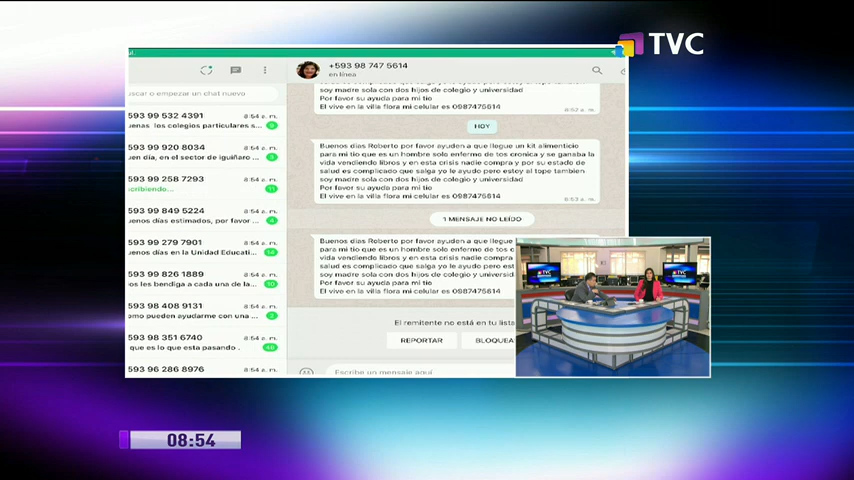 TVC
+593 98 747 5614
en línea
uscar o empezar un chat nuevo
soy madre sola con dos hijos de colegio y universidad
Por favor su ayuda para mi tio
El vive en la villa flora mi celular es 0987475614
8:52 a. m.
HOY
593 99 532 4391
8:54 a. m.
uenas los colegios particulares s...
593 99 920 8034
8:54 a. m.
uen día, en el sector de iguiñaro ...
593 99 258 7293
8:54 a. m.
scribiendo...
11
593 99 849 5224
8:54 a. m.
uenos días estimados, por favor ...
4
593 99 279 7901
8:54 a. m.
uenos días en la Unidad Educati...
593 99 826 1889
8:54 a. m.
os les bendiga a cada una de la...
10
593 98 408 9131
8:54 a. m.
omo pueden ayudarme con una ...
2
593 98 351 6740
8:54 a. m.
que es lo que esta pasando .
593 96 286 8976
8:54 a. m.
Buenos dias Roberto por favor ayuden a que llegue un kit alimenticio
para mi tio que es un hombre solo enfermo de tos cronica y se ganaba la
vida vendiendo libros y en esta crisis nadie compra y por su estado de
salud es complicado que salga yo le ayudo pero estoy al tope tambien
soy madre sola con dos hijos de colegio y universidad
Por favor su ayuda para mi tio
El vive en la villa flora mi celular es 0987475614
8:53 a. m.
1 MENSAJE NO LEÍDO
Buenos dias Roberto por favor ayuden a que llegue
para mi tio que es un hombre solo enfermo de tos
vida vendiendo libros y en esta crisis nadie compra
salud es complicado que salga yo le ayudo pero est
soy madre sola con dos hijos de colegio y universida
Por favor su ayuda para mi tio
El vive en la villa flora mi celular es 0987475614
El remitente no está en tu lista
REPORTAR
BLOQUEA
Escribe un mensaje aquí
TVC
08:54